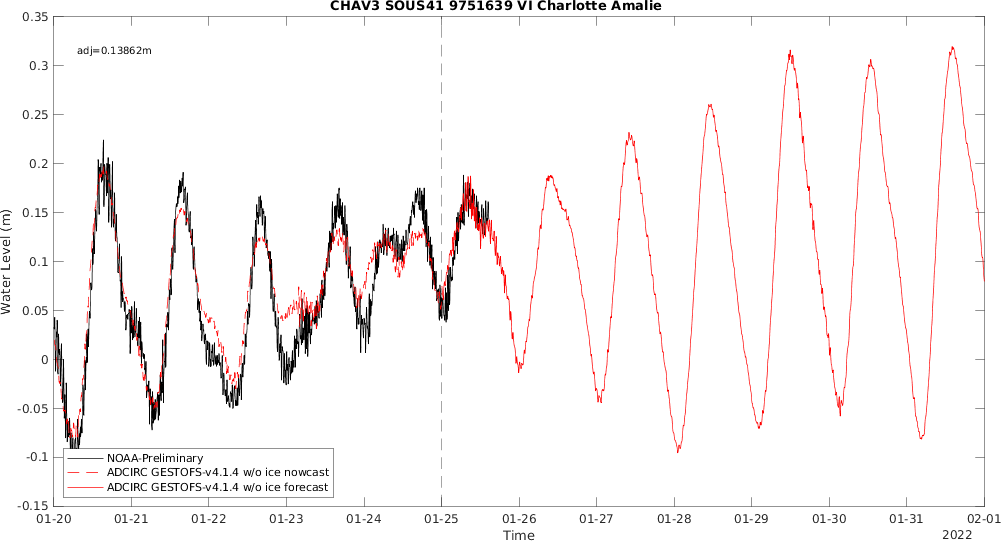 CHAV3 SOUS41 9751639 VI Charlotte Amalie
adj=0.13862m
0.35
0.3
0.25
0.2
0.15
0.1
0.05
0
-0.05
-0.1
-0.15
Water Level (m)
NOAA-Preliminary
ADCIRC GESTOFS-v4.1.4 w/o ice nowcast
ADCIRC GESTOFS-v4.1.4 w/o ice forecast
01-20 01-21 01-22 01-23 01-24 01-25 01-26 01-27 01-28 01-29 01-30 01-31 02-01
Time
2022